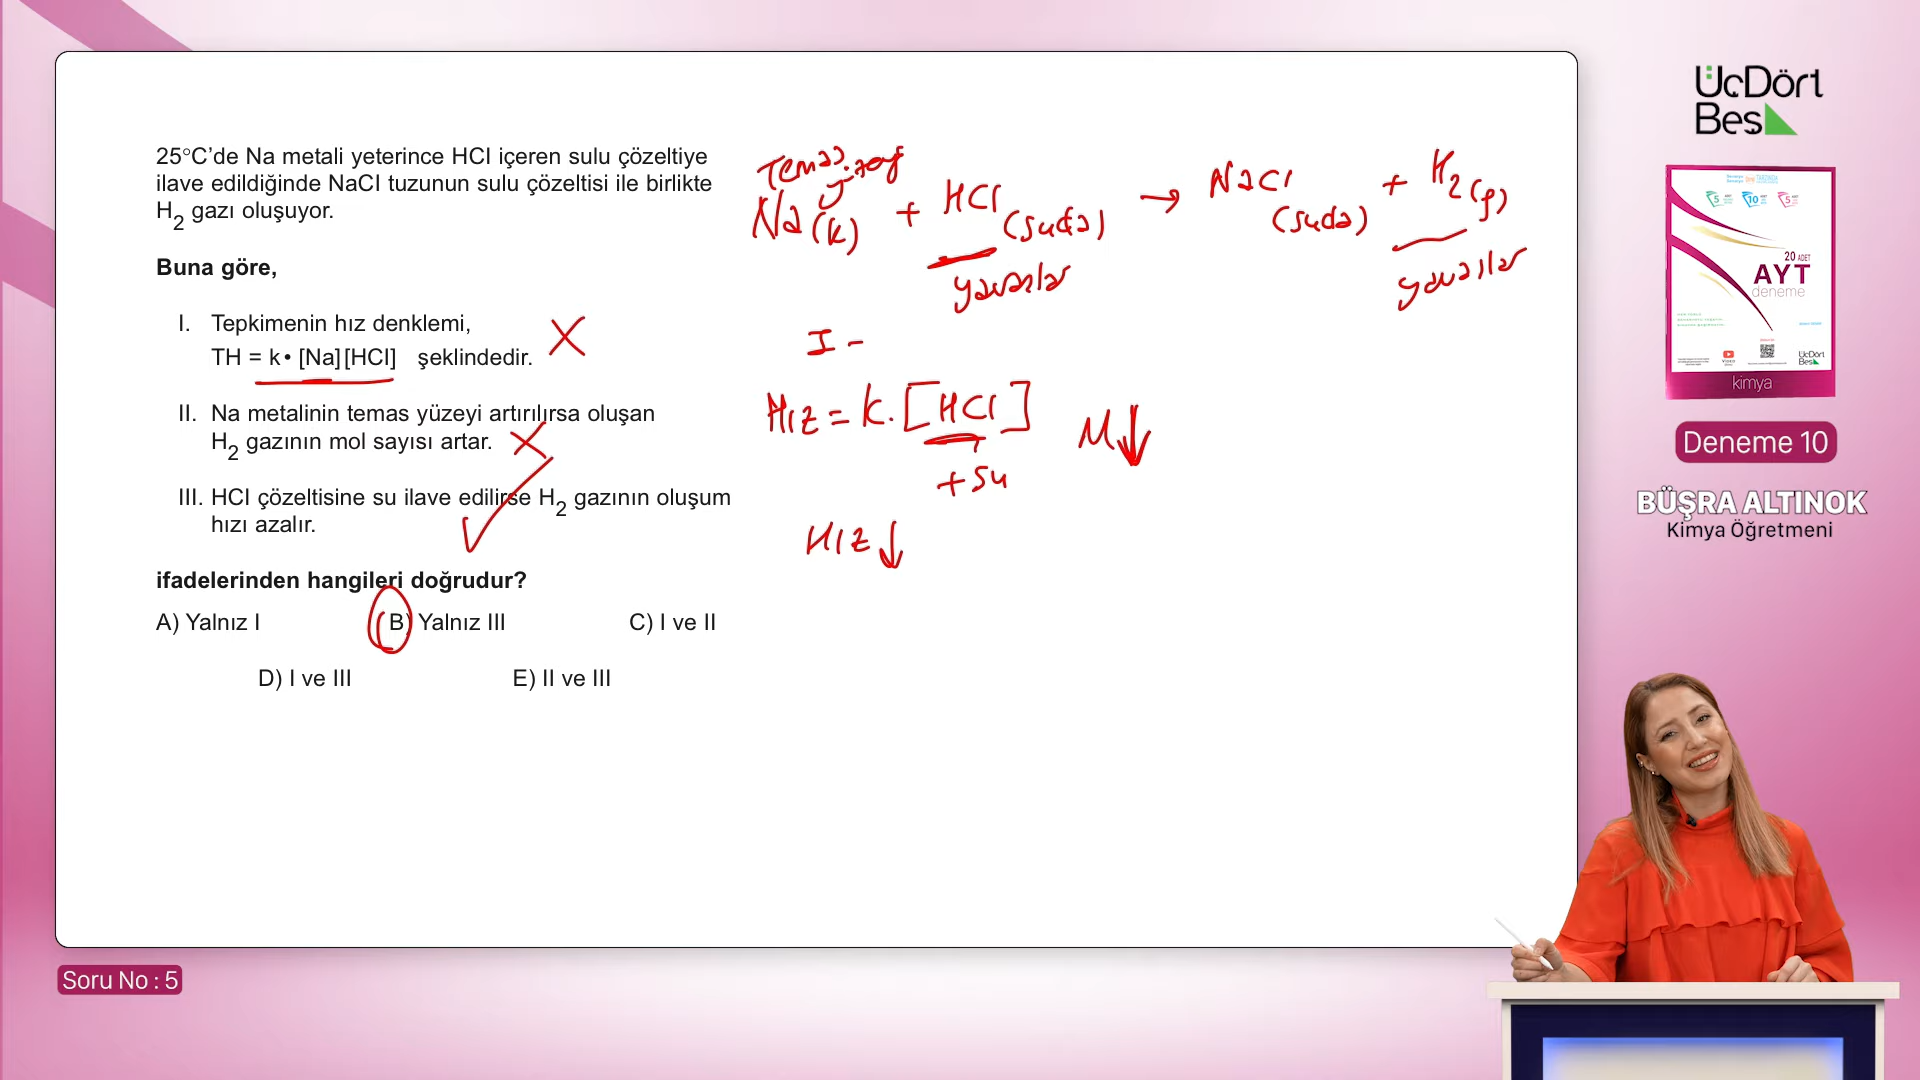 25°C'de Na metali yeterince HCl içeren sulu çözeltiye
ilave edildiğinde NaCl tuzunun sulu çözeltisi ile birlikte
H2 gazı oluşuyor.
Buna göre,
I. Tepkimenin hız denklemi,
TH = k• [Na][HCl] şeklindedir.
II. Na metalinin temas yüzeyi artırılırsa oluşan
H2 gazının mol sayısı artar.
III. HCl çözeltisine su ilave edilirse H2 gazının oluşum
hızı azalır.
ifadelerinden hangileri doğrudur?
A) Yalnız I B) Yalnız III C) I ve II
D) I ve III E) II ve III
Temas
Na(k) + HCl(suda) → NaCl(suda) + H2(g)
yavaşlar yavaşlar
I -
Hız = k. [HCl] M↓
+ su
Hız ↓
ÜçDört
Beş
20 ADET
AYT
deneme
ÜçDört
Beş
kimya
Deneme 10
BÜŞRA ALTINOK
Kimya Öğretmeni
Soru No : 5